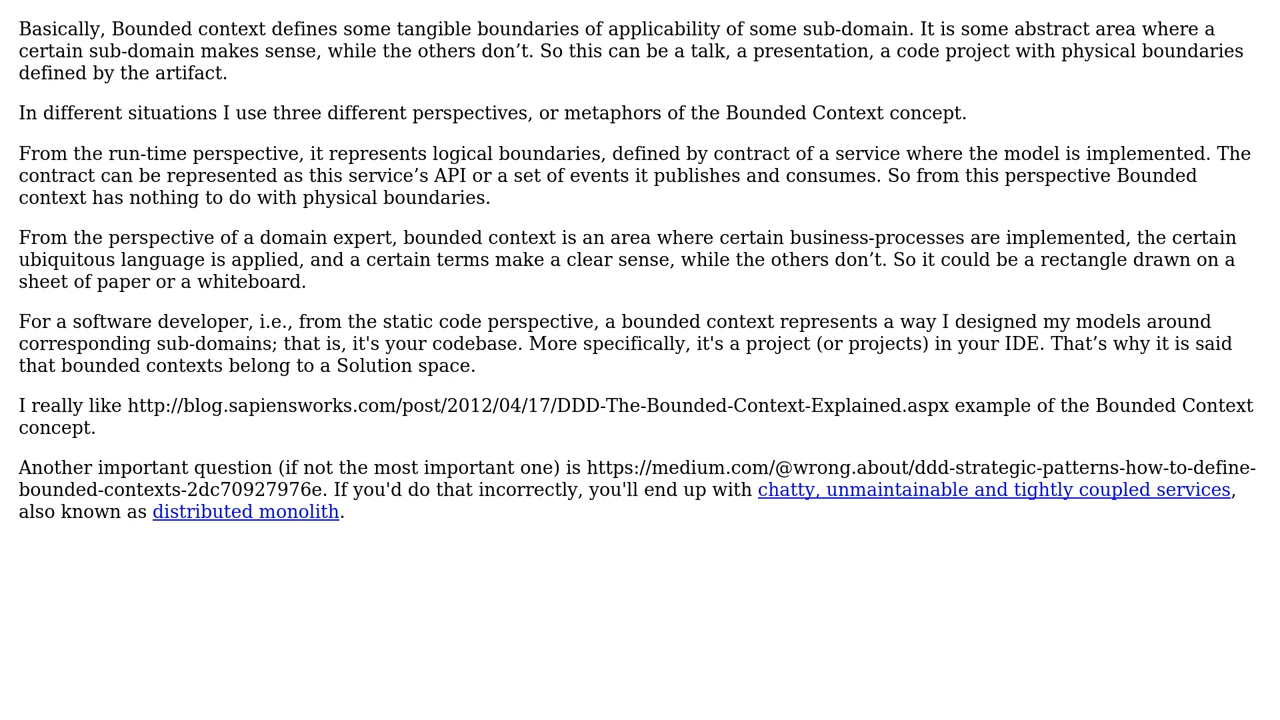 Basically, Bounded context defines some tangible boundaries of applicability of some sub-domain. It is some abstract area where a
certain sub-domain makes sense, while the others don’t. So this can be a talk, a presentation, a code project with physical boundaries
defined by the artifact.
In different situations I use three different perspectives, or metaphors of the Bounded Context concept.
From the run-time perspective, it represents logical boundaries, defined by contract of a service where the model is implemented. The
contract can be represented as this service’s API or a set of events it publishes and consumes. So from this perspective Bounded
context has nothing to do with physical boundaries.
From the perspective of a domain expert, bounded context is an area where certain business-processes are implemented, the certain
ubiquitous language is applied, and a certain terms make a clear sense, while the others don’t. So it could be a rectangle drawn on a
sheet of paper or a whiteboard.
For a software developer, i.e., from the static code perspective, a bounded context represents a way I designed my models around
corresponding sub-domains; that is, it's your codebase. More specifically, it's a project (or projects) in your IDE. That’s why it is said
that bounded contexts belong to a Solution space.
I really like http://blog.sapiensworks.com/post/2012/04/17/DDD-The-Bounded-Context-Explained.aspx example of the Bounded Context
concept.
Another important question (if not the most important one) is https://medium.com/@wrong.about/ddd-strategic-patterns-how-to-define-
bounded-contexts-2dc70927976e. If you'd do that incorrectly, you'll end up with chatty, unmaintainable and tightly coupled services,
also known as distributed monolith.